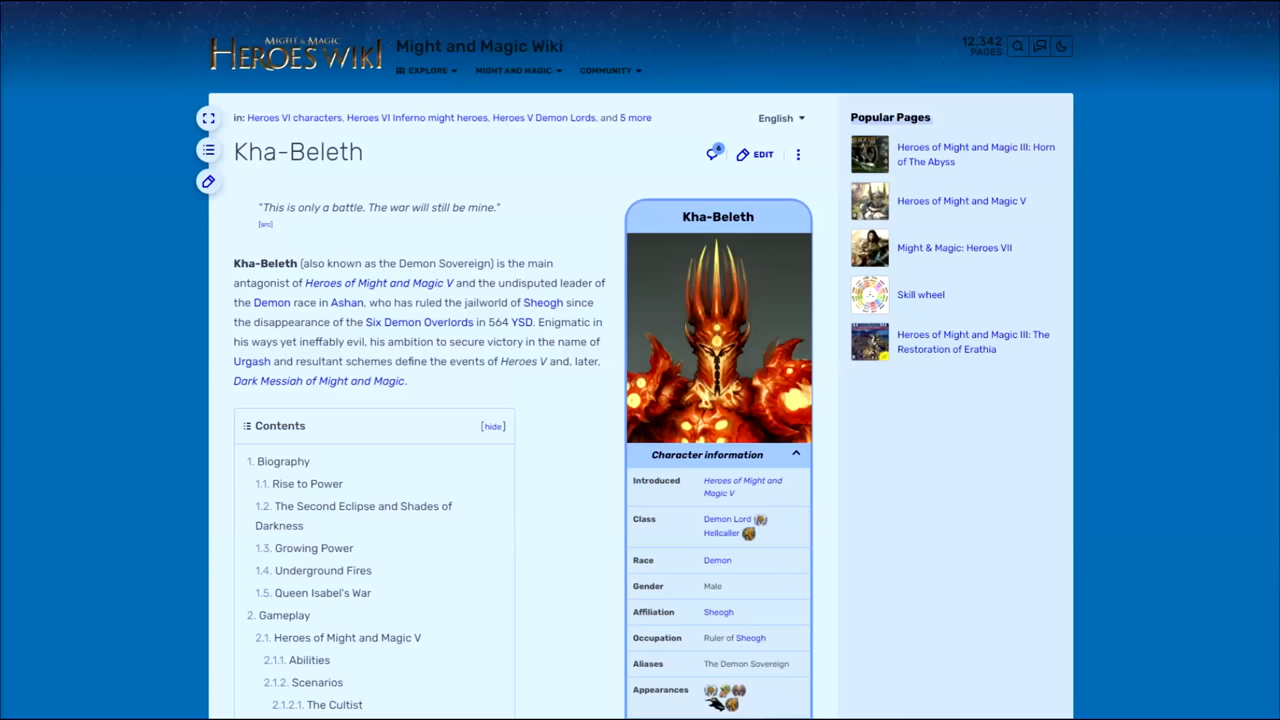 MIGHT & MAGIC
HEROES WIKI
Might and Magic Wiki
EXPLORE
MIGHT AND MAGIC
COMMUNITY
12,342
PAGES
in: Heroes VI characters, Heroes VI Inferno might heroes, Heroes V Demon Lords, and 5 more
English
Kha-Beleth
6
EDIT
"This is only a battle. The war will still be mine."
[src]
Kha-Beleth (also known as the Demon Sovereign) is the main
antagonist of Heroes of Might and Magic V and the undisputed leader of
the Demon race in Ashan, who has ruled the jailworld of Sheogh since
the disappearance of the Six Demon Overlords in 564 YSD. Enigmatic in
his ways yet ineffably evil, his ambition to secure victory in the name of
Urgash and resultant schemes define the events of Heroes V and, later,
Dark Messiah of Might and Magic.
Contents
[hide]
1. Biography
1.1. Rise to Power
1.2. The Second Eclipse and Shades of
Darkness
1.3. Growing Power
1.4. Underground Fires
1.5. Queen Isabel's War
2. Gameplay
2.1. Heroes of Might and Magic V
2.1.1. Abilities
2.1.2. Scenarios
2.1.2.1. The Cultist
Kha-Beleth
Character information
Introduced
Heroes of Might and
Magic V
Class
Demon Lord
Hellcaller
Race
Demon
Gender
Male
Affiliation
Sheogh
Occupation
Ruler of Sheogh
Aliases
The Demon Sovereign
Appearances
Popular Pages
Heroes of Might and Magic III: Horn
of The Abyss
Heroes of Might and Magic V
Might & Magic: Heroes VII
Skill wheel
Heroes of Might and Magic III: The
Restoration of Erathia